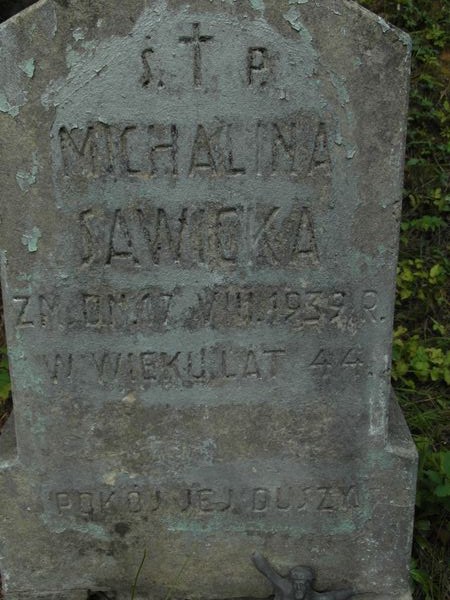 Ś. † P.
MICHALINA
SAWICKA
ZM. DN. 17. VIII. 1939. R.
W WIEKU LAT 44.
POKÓJ JEJ DUSZY